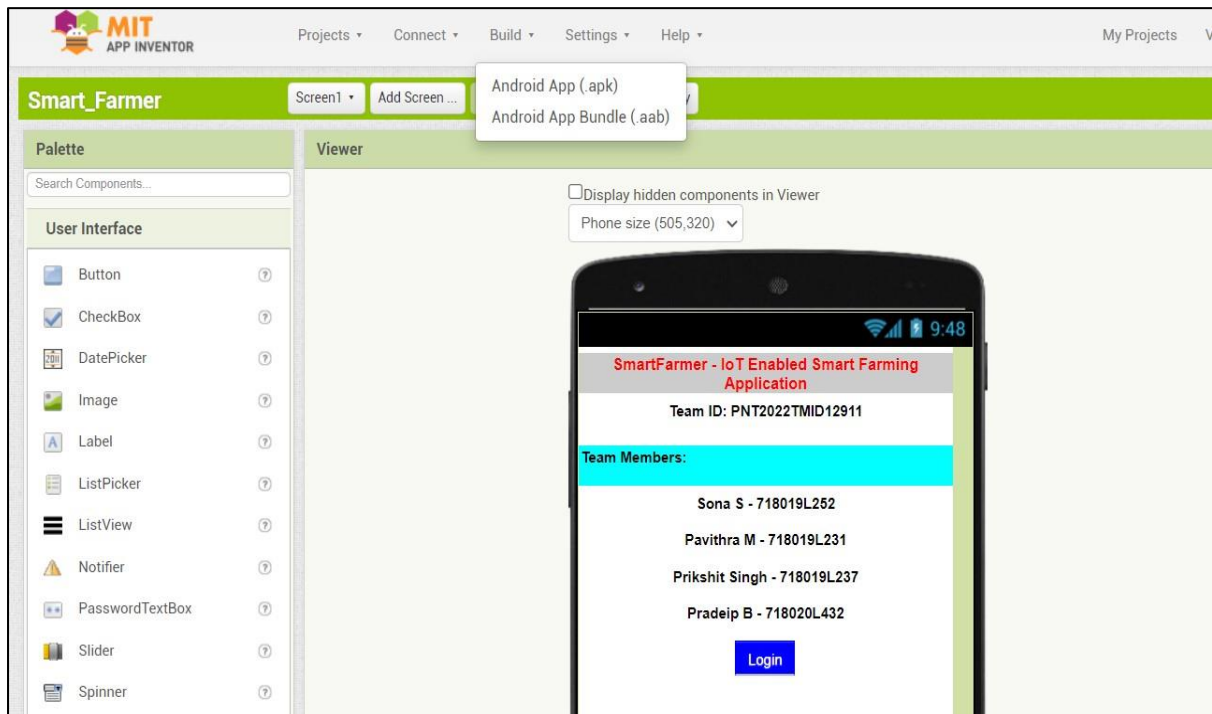 MIT
APP INVENTOR
Projects Connect Build Settings Help My Projects V
Smart_Farmer Screen1 Add Screen ... y
Android App (.apk)
Android App Bundle (.aab)
Palette
Viewer
Search Components...
Display hidden components in Viewer
Phone size (505,320)
User Interface
Button
CheckBox
DatePicker
Image
Label
ListPicker
ListView
Notifier
PasswordTextBox
Slider
Spinner
9:48
SmartFarmer - IoT Enabled Smart Farming
Application
Team ID: PNT2022TMID12911
Team Members:
Sona S - 718019L252
Pavithra M - 718019L231
Prikshit Singh - 718019L237
Pradeip B - 718020L432
Login